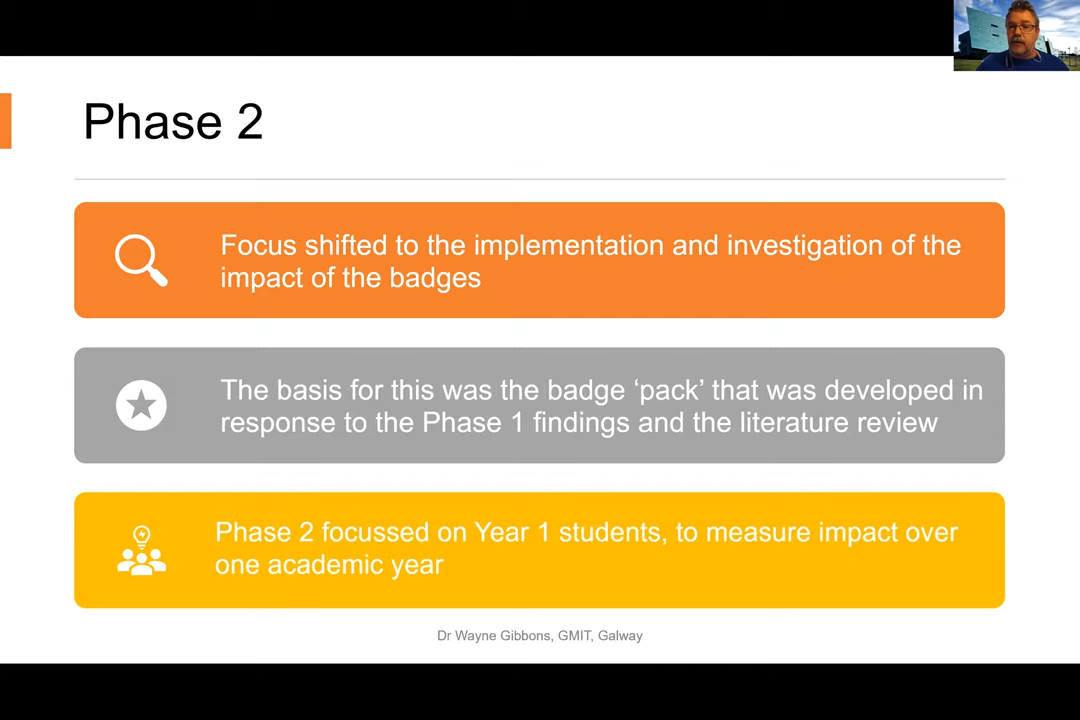 Phase 2
Focus shifted to the implementation and investigation of the
impact of the badges
The basis for this was the badge ‘pack’ that was developed in
response to the Phase 1 findings and the literature review
Phase 2 focussed on Year 1 students, to measure impact over
one academic year
Dr Wayne Gibbons, GMIT, Galway